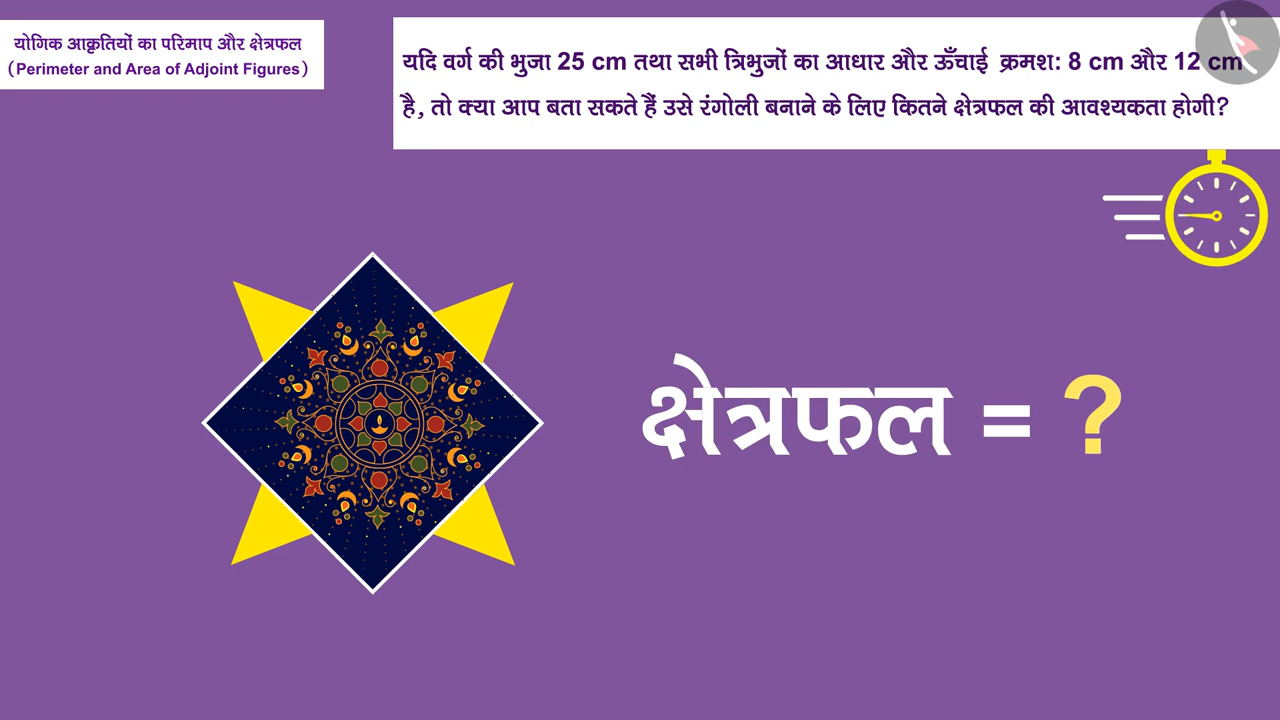 योगिक आकृतियों का परिमाप और क्षेत्रफल
(Perimeter and Area of Adjoint Figures)
यदि वर्ग की भुजा 25 cm तथा सभी त्रिभुजों का आधार और ऊँचाई क्रमश: 8 cm और 12 cm
है, तो क्या आप बता सकते हैं उसे रंगोली बनाने के लिए कितने क्षेत्रफल की आवश्यकता होगी?
क्षेत्रफल = ?